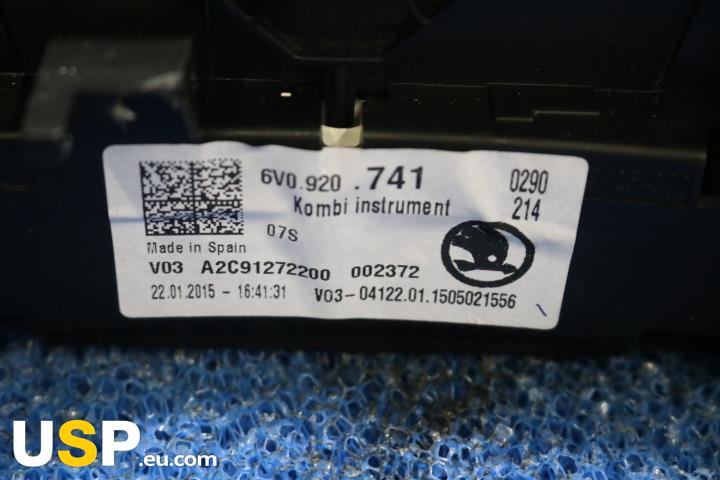 6V0.920 .741 0290
Kombi instrument 214
07S
Made in Spain
V03 A2C91272200 002372
22.01.2015 - 16:41:31 V03-04122.01.1505021556
USP.eu.com